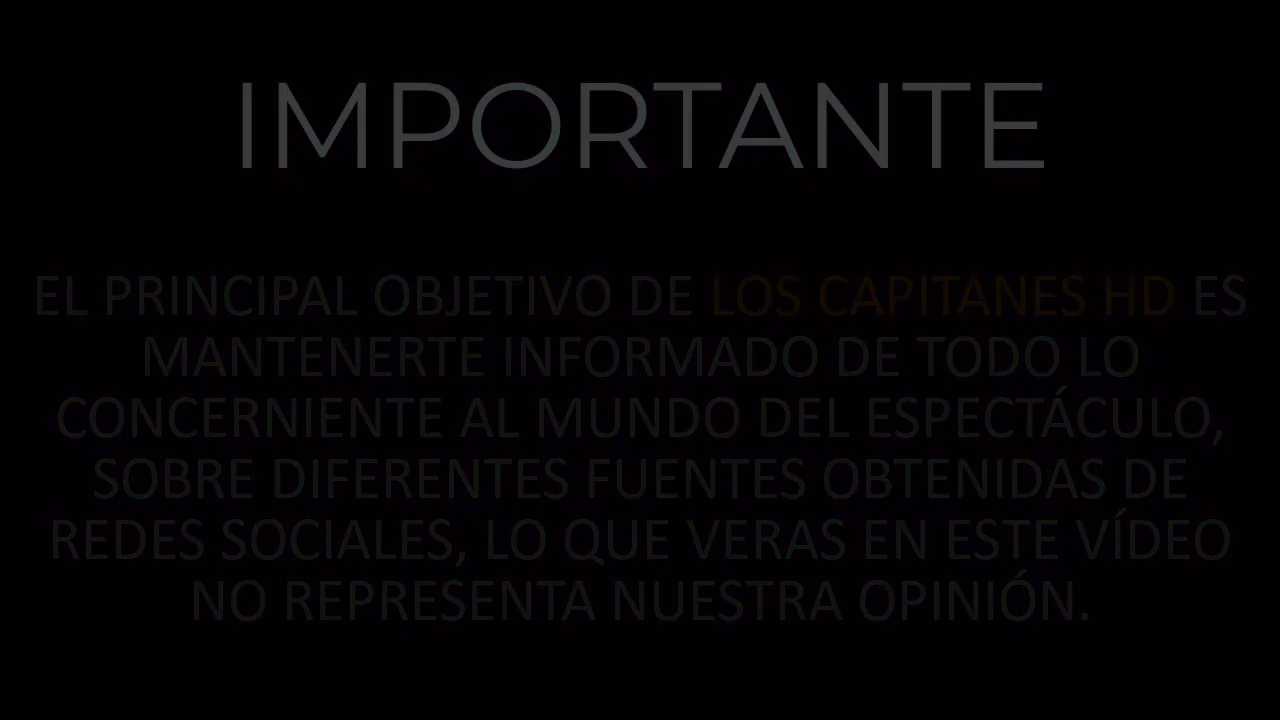 IMPORTANTE
EL PRINCIPAL OBJETIVO DE LOS CAPITANES HD ES
MANTENERTE INFORMADO DE TODO LO
CONCERNIENTE AL MUNDO DEL ESPECTÁCULO,
SOBRE DIFERENTES FUENTES OBTENIDAS DE
REDES SOCIALES, LO QUE VERAS EN ESTE VÍDEO
NO REPRESENTA NUESTRA OPINIÓN.